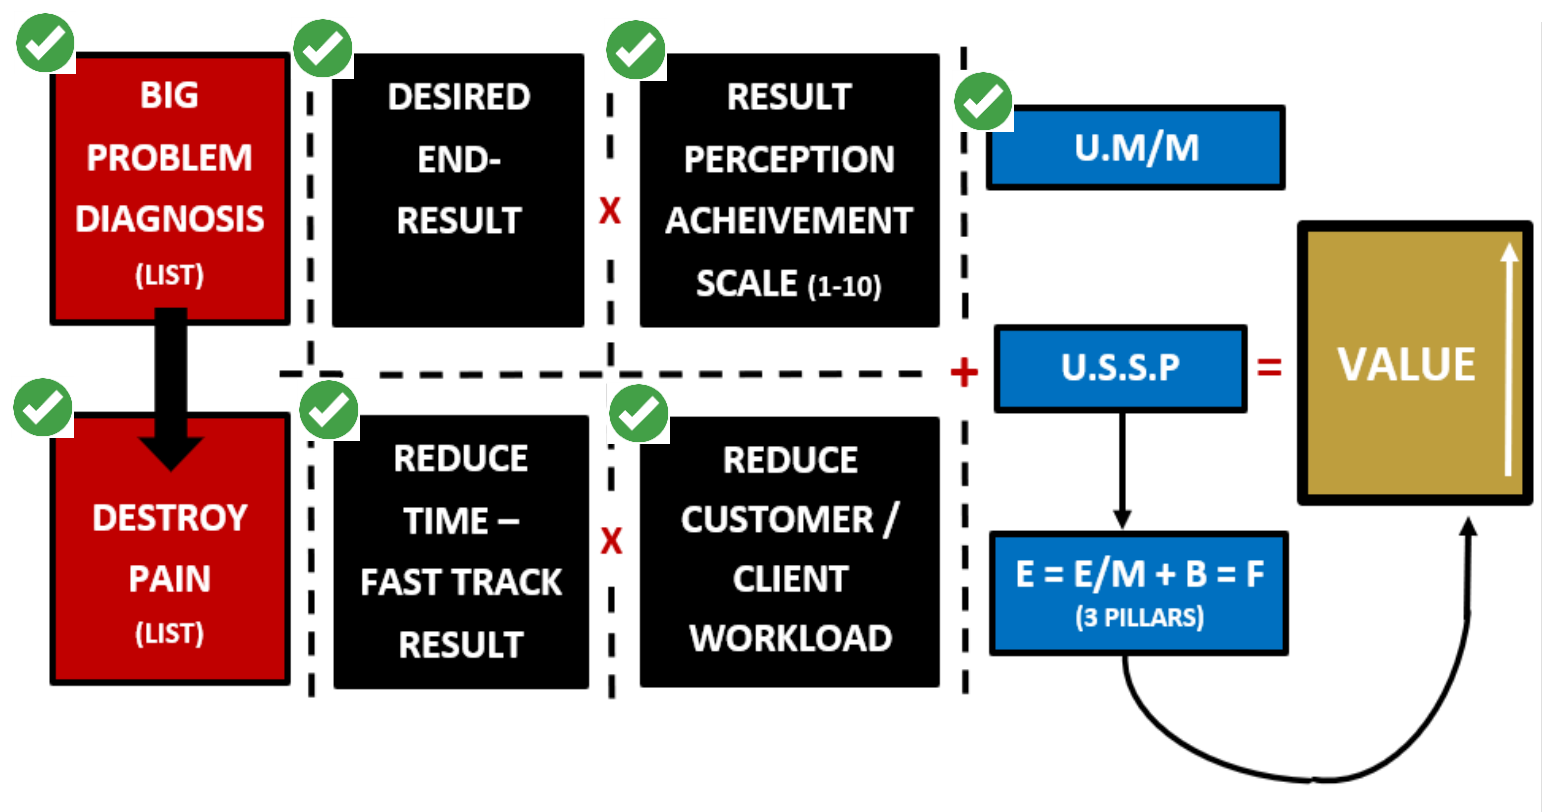 BIG
PROBLEM
DIAGNOSIS
(LIST)
DESIRED
END-
RESULT
X
RESULT
PERCEPTION
ACHEIVEMENT
SCALE (1-10)
U.M/M
DESTROY
PAIN
(LIST)
REDUCE
TIME –
FAST TRACK
RESULT
X
REDUCE
CUSTOMER /
CLIENT
WORKLOAD
+
U.S.S.P
=
VALUE
E = E/M + B = F
(3 PILLARS)